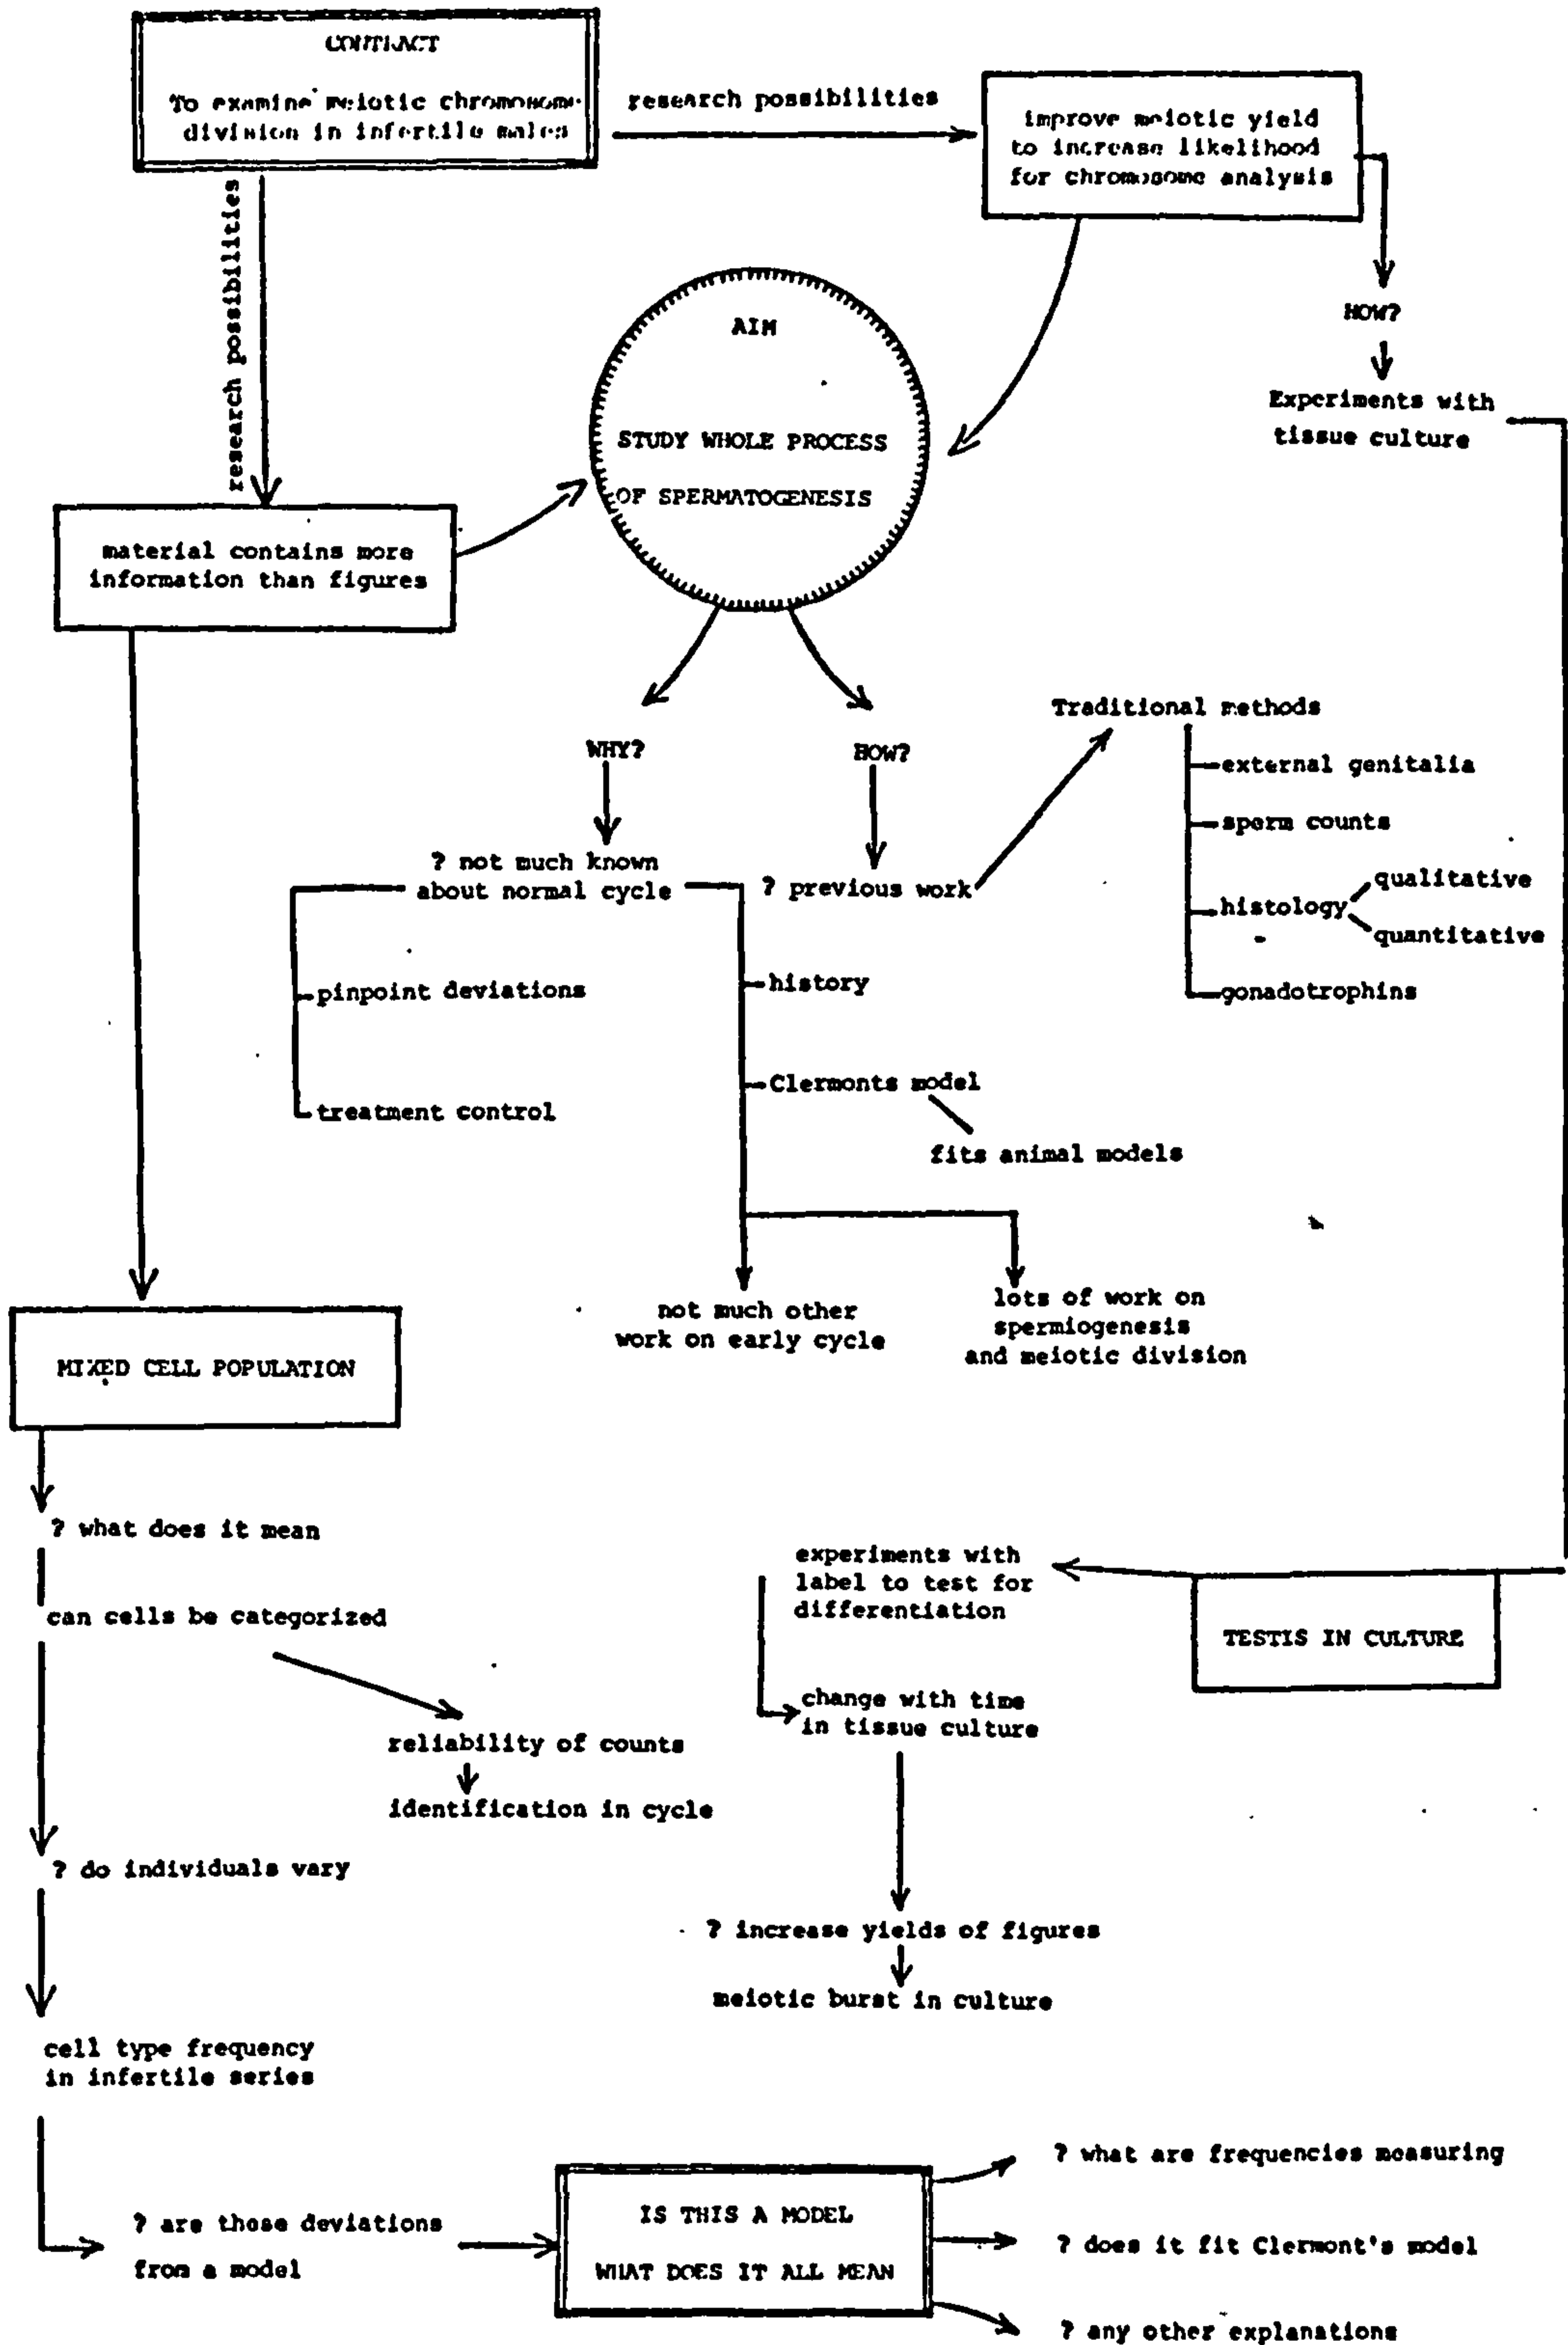 CONTRACT
To examine meiotic chromosome
division in infertile males
research possibilities
improve meiotic yield
to increase likelihood
for chromosome analysis
research possibilities
HOW?
Experiments with
tissue culture
AIM
STUDY WHOLE PROCESS
OF SPERMATOGENESIS
material contains more
information than figures
WHY?
HOW?
Traditional methods
external genitalia
sperm counts
histology
qualitative
quantitative
gonadotrophins
? not much known
about normal cycle
? previous work
pinpoint deviations
treatment control
history
Clermonts model
fits animal models
not much other
work on early cycle
lots of work on
spermiogenesis
and meiotic division
MIXED CELL POPULATION
? what does it mean
can cells be categorized
reliability of counts
identification in cycle
? do individuals vary
cell type frequency
in infertile series
experiments with
label to test for
differentiation
TESTIS IN CULTURE
change with time
in tissue culture
? increase yields of figures
meiotic burst in culture
? are those deviations
from a model
IS THIS A MODEL
WHAT DOES IT ALL MEAN
? what are frequencies measuring
? does it fit Clermont's model
? any other explanations